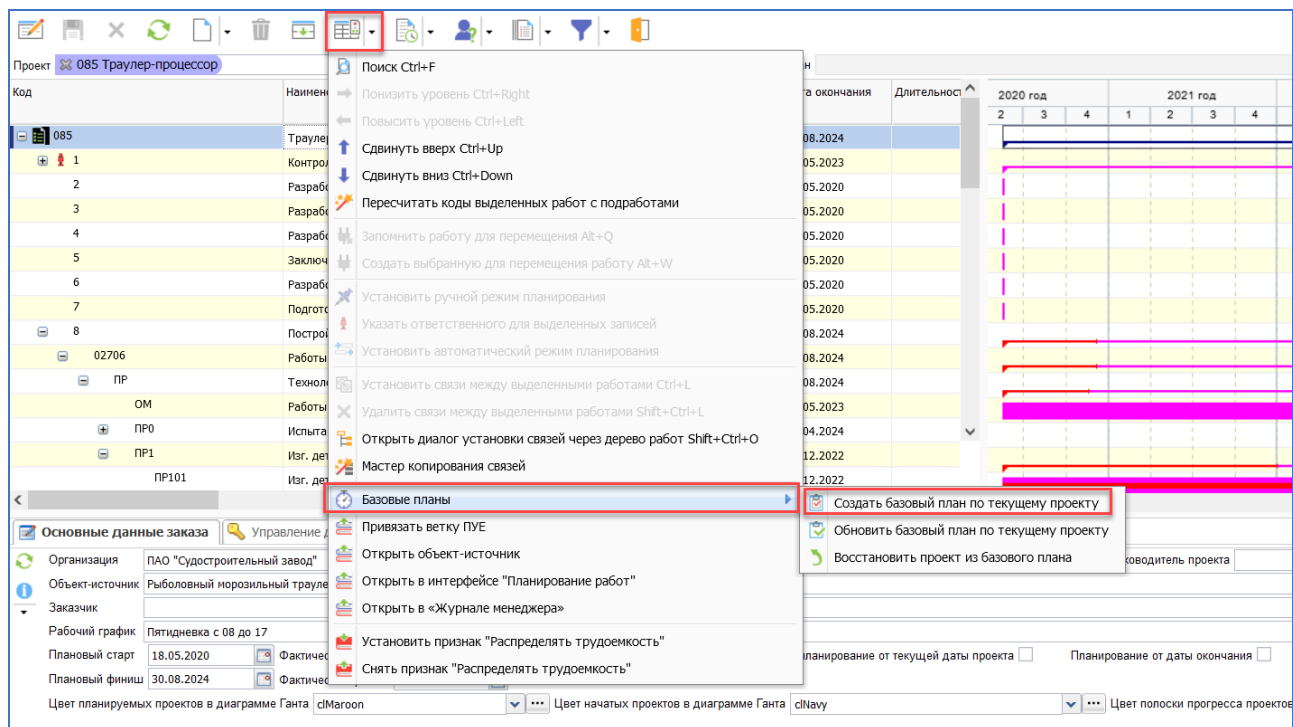 Проект 085 Траулер-процессор
Код Наимен та окончания Длительност 2020 год 2021 год
2 3 4 1 2 3 4
085 Трауле 08.2024
1 Контро 05.2023
2 Разраб 05.2020
3 Разраб 05.2020
4 Разраб 05.2020
5 Заключ 05.2020
6 Разраб 05.2020
7 Подгото 05.2020
8 Построй 08.2024
02706 Работы 08.2024
ПР Технол 08.2024
ОМ Работы 05.2023
ПР0 Испыта 04.2024
ПР1 Изг. дет 12.2022
ПР101 Изг. дет 12.2022
Поиск Ctrl+F
Понизить уровень Ctrl+Right
Повысить уровень Ctrl+Left
Сдвинуть вверх Ctrl+Up
Сдвинуть вниз Ctrl+Down
Пересчитать коды выделенных работ с подработами
Запомнить работу для перемещения Alt+Q
Создать выбранную для перемещения работу Alt+W
Установить ручной режим планирования
Указать ответственного для выделенных записей
Установить автоматический режим планирования
Установить связи между выделенными работами Ctrl+L
Удалить связи между выделенными работами Shift+Ctrl+L
Открыть диалог установки связей через дерево работ Shift+Ctrl+O
Мастер копирования связей
Базовые планы
Привязать ветку ПУЕ
Открыть объект-источник
Открыть в интерфейсе "Планирование работ"
Открыть в «Журнале менеджера»
Установить признак "Распределять трудоемкость"
Снять признак "Распределять трудоемкость"
Создать базовый план по текущему проекту
Обновить базовый план по текущему проекту
Восстановить проект из базового плана
Основные данные заказа Управление д
Организация ПАО "Судостроительный завод" ководитель проекта
Объект-источник Рыболовный морозильный трауле
Заказчик
Рабочий график Пятидневка с 08 до 17
Плановый старт 18.05.2020 Фактичес ланирование от текущей даты проекта Планирование от даты окончания
Плановый финиш 30.08.2024 Фактичес
Цвет планируемых проектов в диаграмме Ганта clMaroon Цвет начатых проектов в диаграмме Ганта clNavy Цвет полоски прогресса проектов